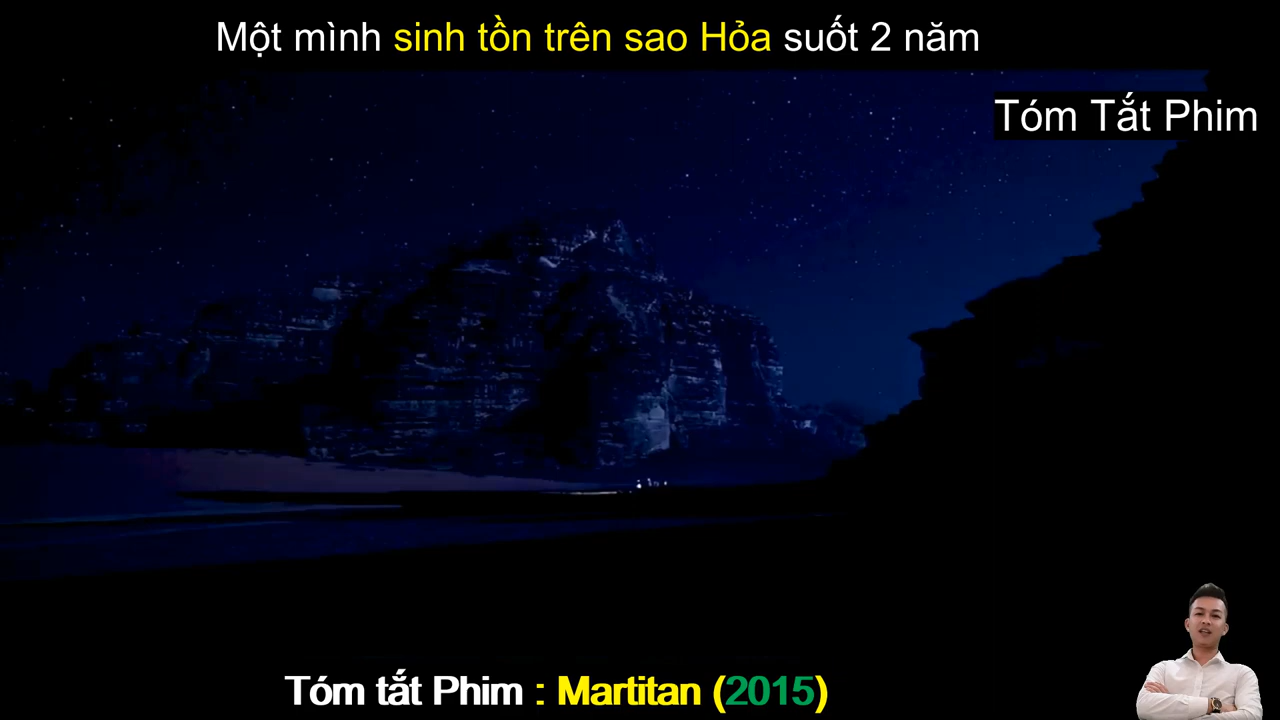 Một mình sinh tồn trên sao Hỏa suốt 2 năm
Tóm Tắt Phim
Tóm tắt Phim : Martitan (2015)